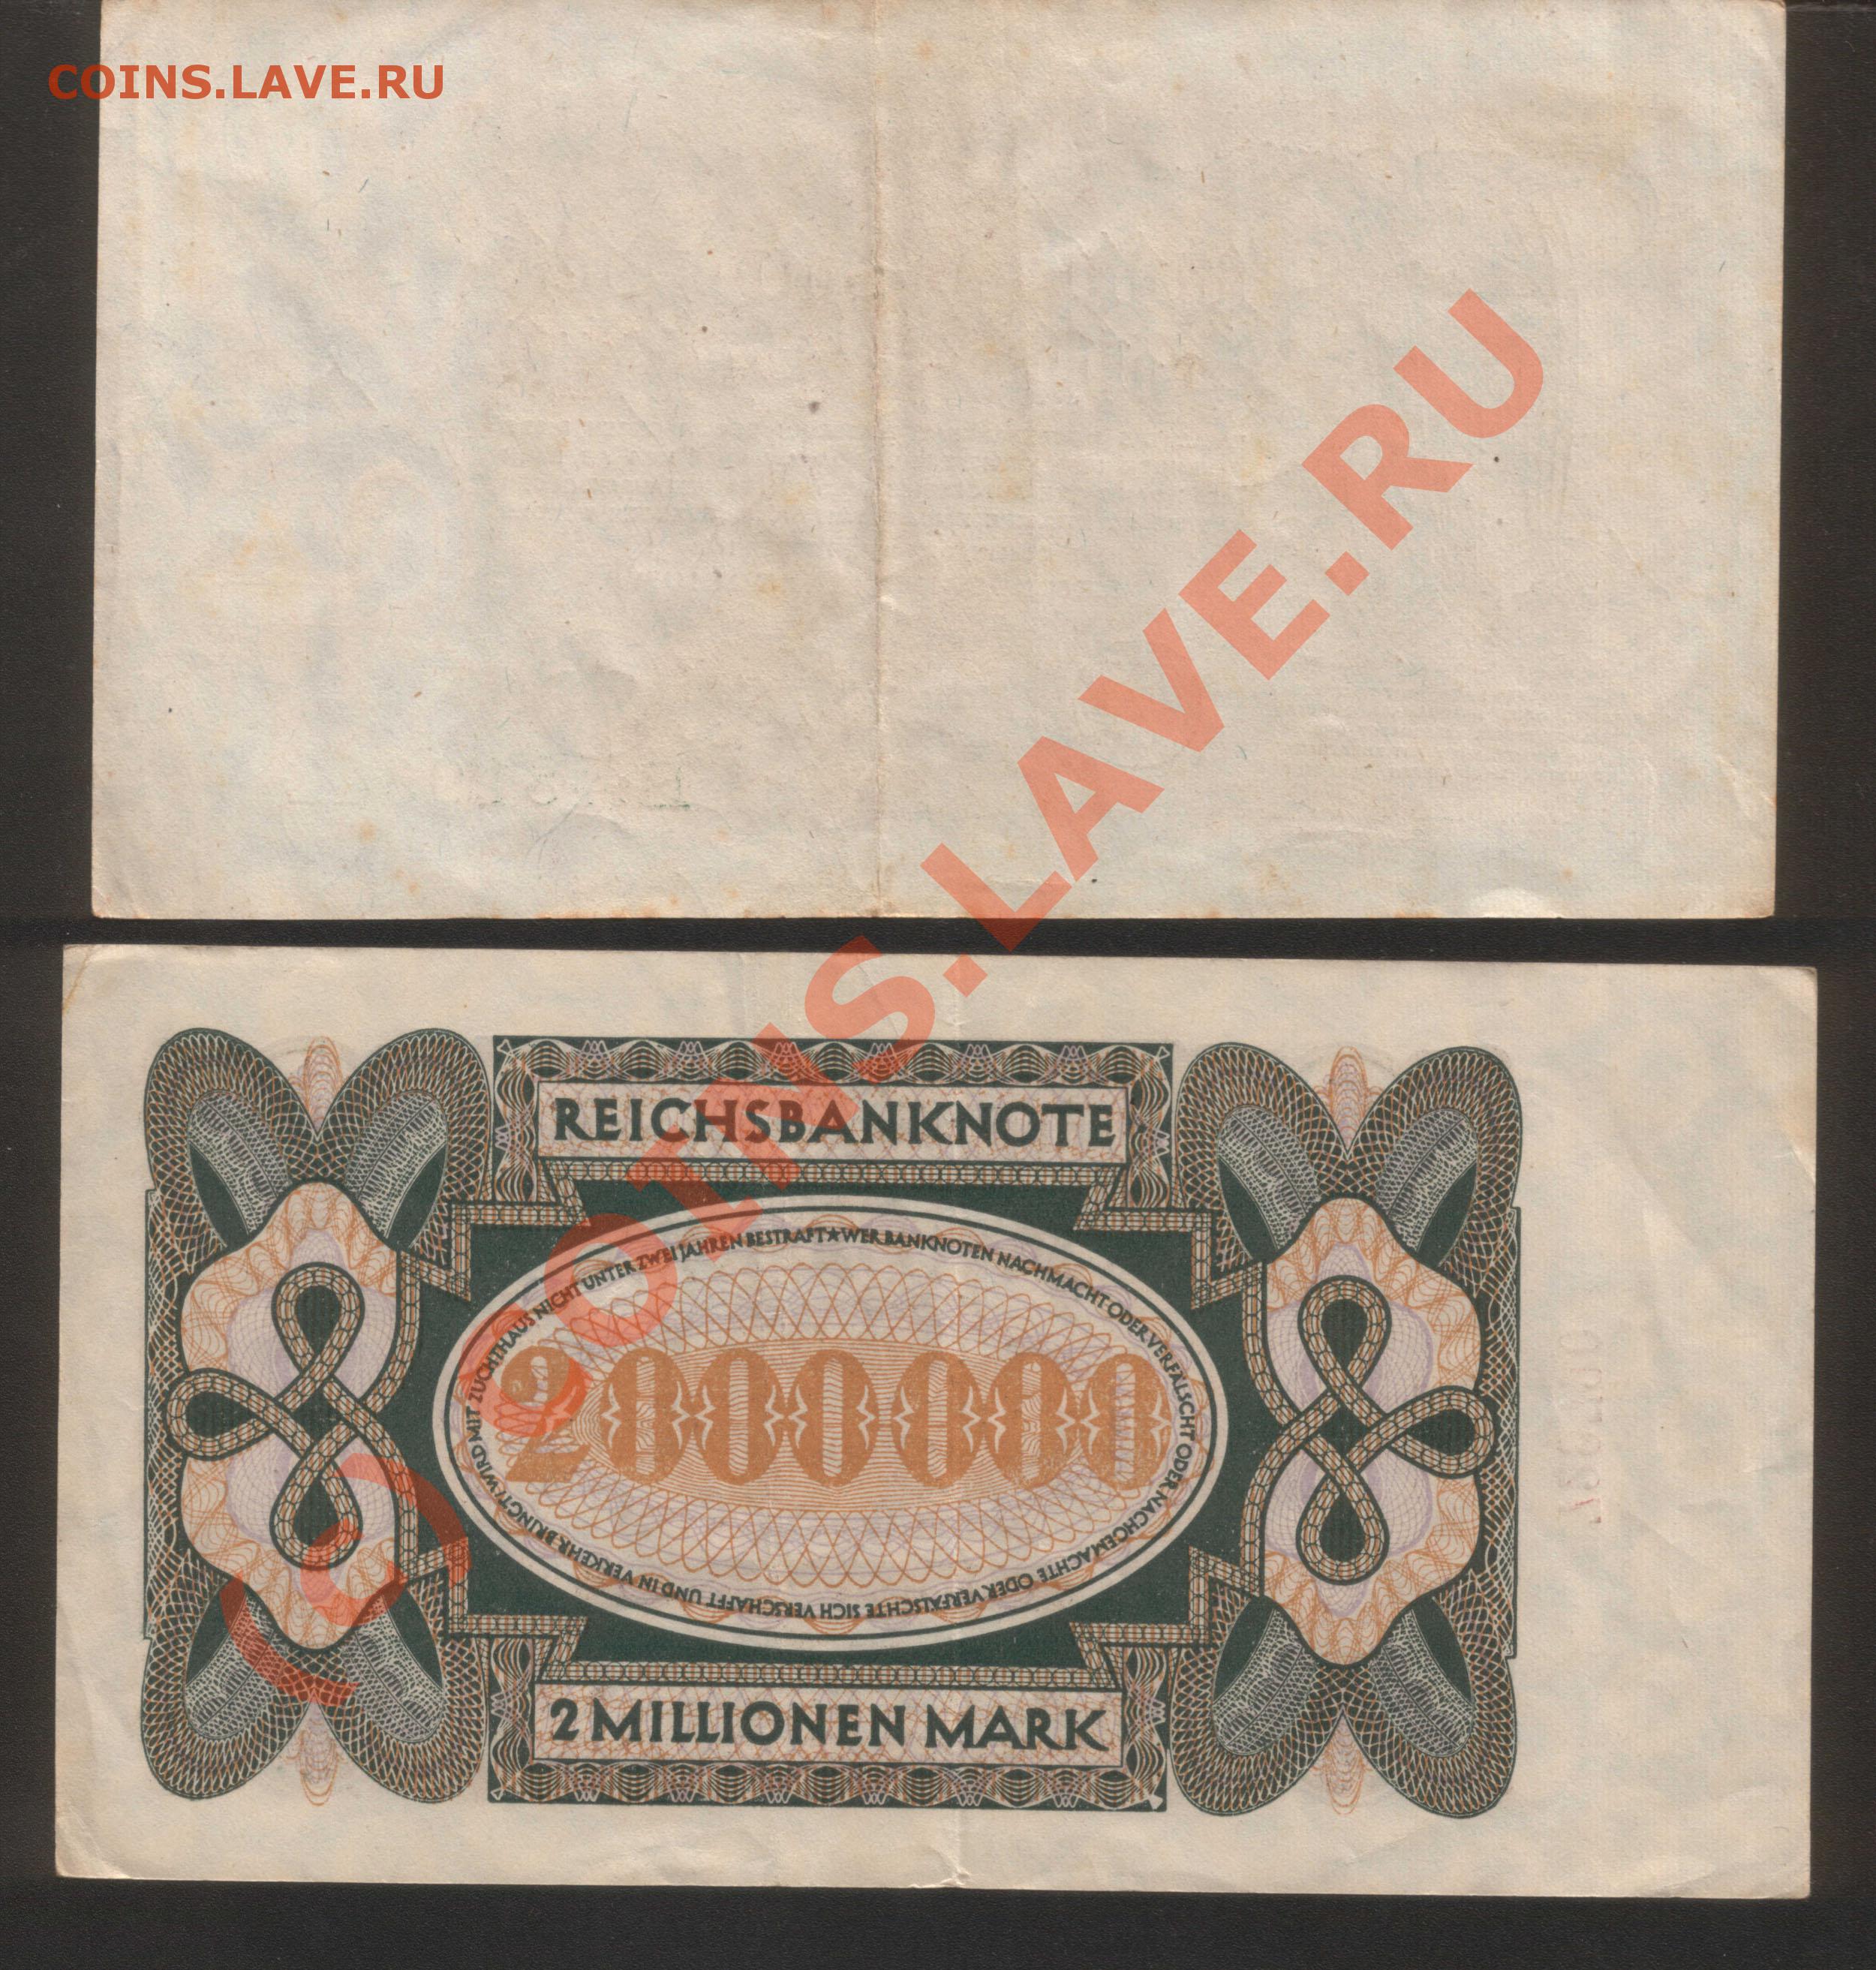 COINS.LAVE.RU
(c) COINS.LAVE.RU
REICHSBANKNOTE
WER BANKNOTEN NACHMACHT ODER VERFÄLSCHT ODER NACHGEMACHTE ODER VERFÄLSCHTE SICH VERSCHAFFT UND IN VERKEHR BRINGT, WIRD MIT ZUCHTHAUS NICHT UNTER ZWEI JAHREN BESTRAFT★
2000000
2 MILLIONEN MARK